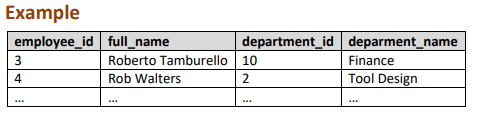 Example
employee_id full_name department_id deparment_name
3 Roberto Tamburello 10 Finance
4 Rob Walters 2 Tool Design
... ... ... ...